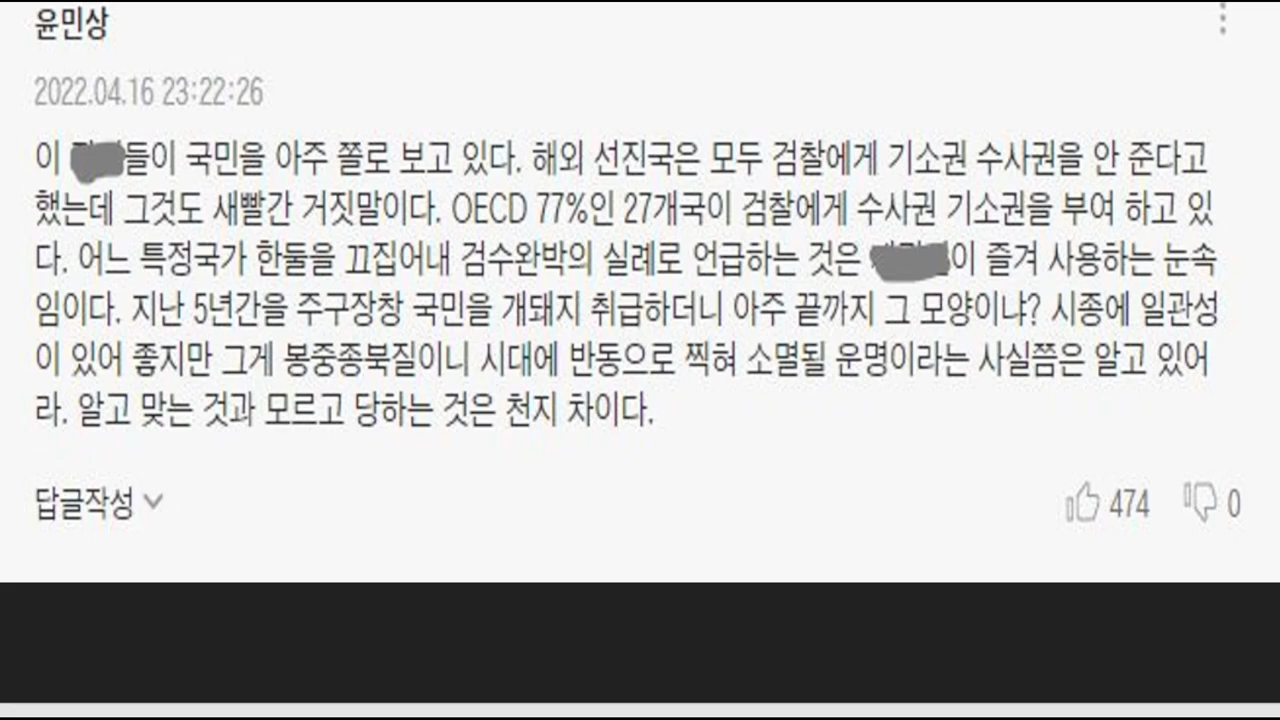 윤민상
2022.04.16 23:22:26
이 들이 국민을 아주 쫄로 보고 있다. 해외 선진국은 모두 검찰에게 기소권 수사권을 안 준다고
했는데 그것도 새빨간 거짓말이다. OECD 77%인 27개국이 검찰에게 수사권 기소권을 부여 하고 있
다. 어느 특정국가 한둘을 끄집어내 검수완박의 실례로 언급하는 것은 이 즐겨 사용하는 눈속
임이다. 지난 5년간을 주구장창 국민을 개돼지 취급하더니 아주 끝까지 그 모양이냐? 시종에 일관성
이 있어 좋지만 그게 봉중종북질이니 시대에 반동으로 찍혀 소멸될 운명이라는 사실쯤은 알고 있어
라. 알고 맞는 것과 모르고 당하는 것은 천지 차이다.
답글작성
474 0